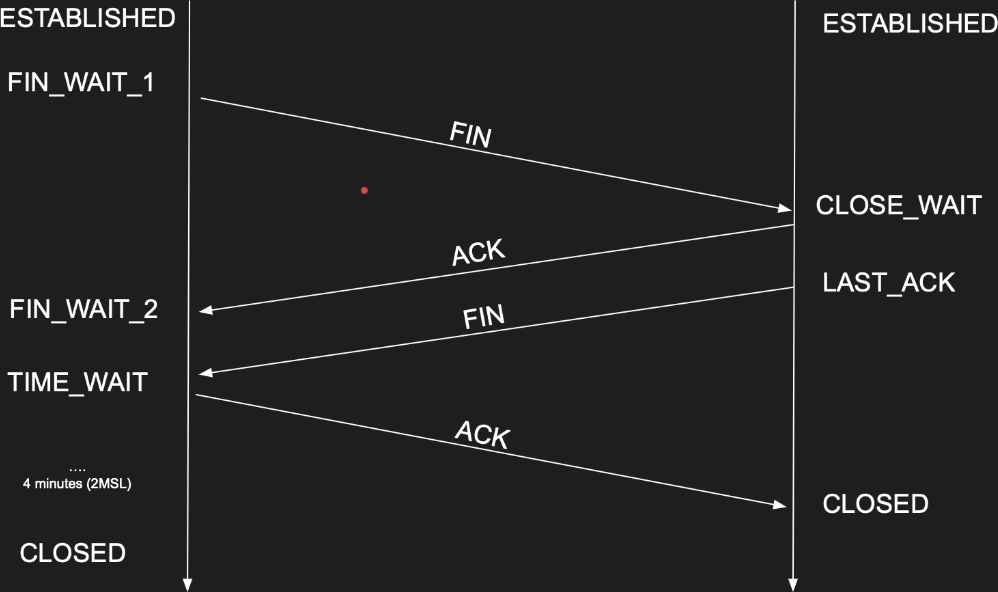 ESTABLISHED
ESTABLISHED
FIN_WAIT_1
FIN
CLOSE_WAIT
ACK
LAST_ACK
FIN_WAIT_2
FIN
TIME_WAIT
ACK
....
4 minutes (2MSL)
CLOSED
CLOSED